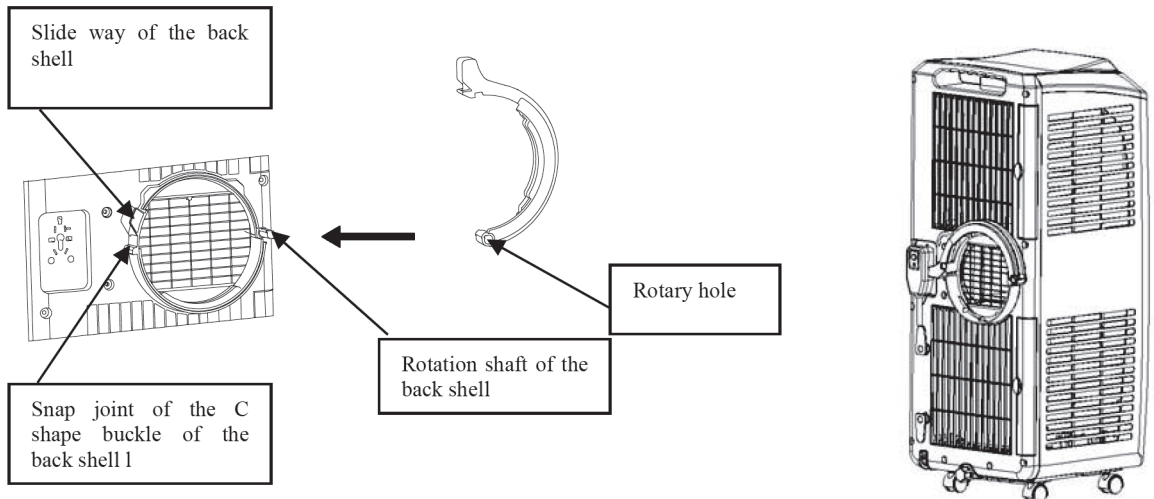 Slide way of the back
shell
Rotary hole
Rotation shaft of the
back shell
Snap joint of the C
shape buckle of the
back shell l